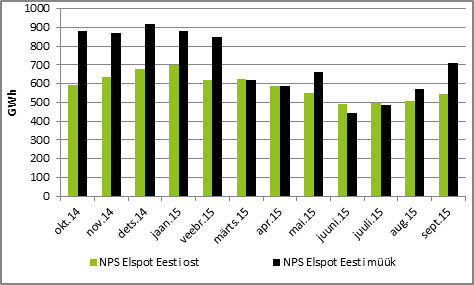 1000
900
800
700
600
500
400
300
200
100
0
GWh
okt.14
nov.14
dets.14
jaan.15
veebr.15
märts.15
apr.15
mai.15
juuni.15
juuli.15
aug.15
sept.15
NPS Elspot Eesti ost
NPS Elspot Eesti müük